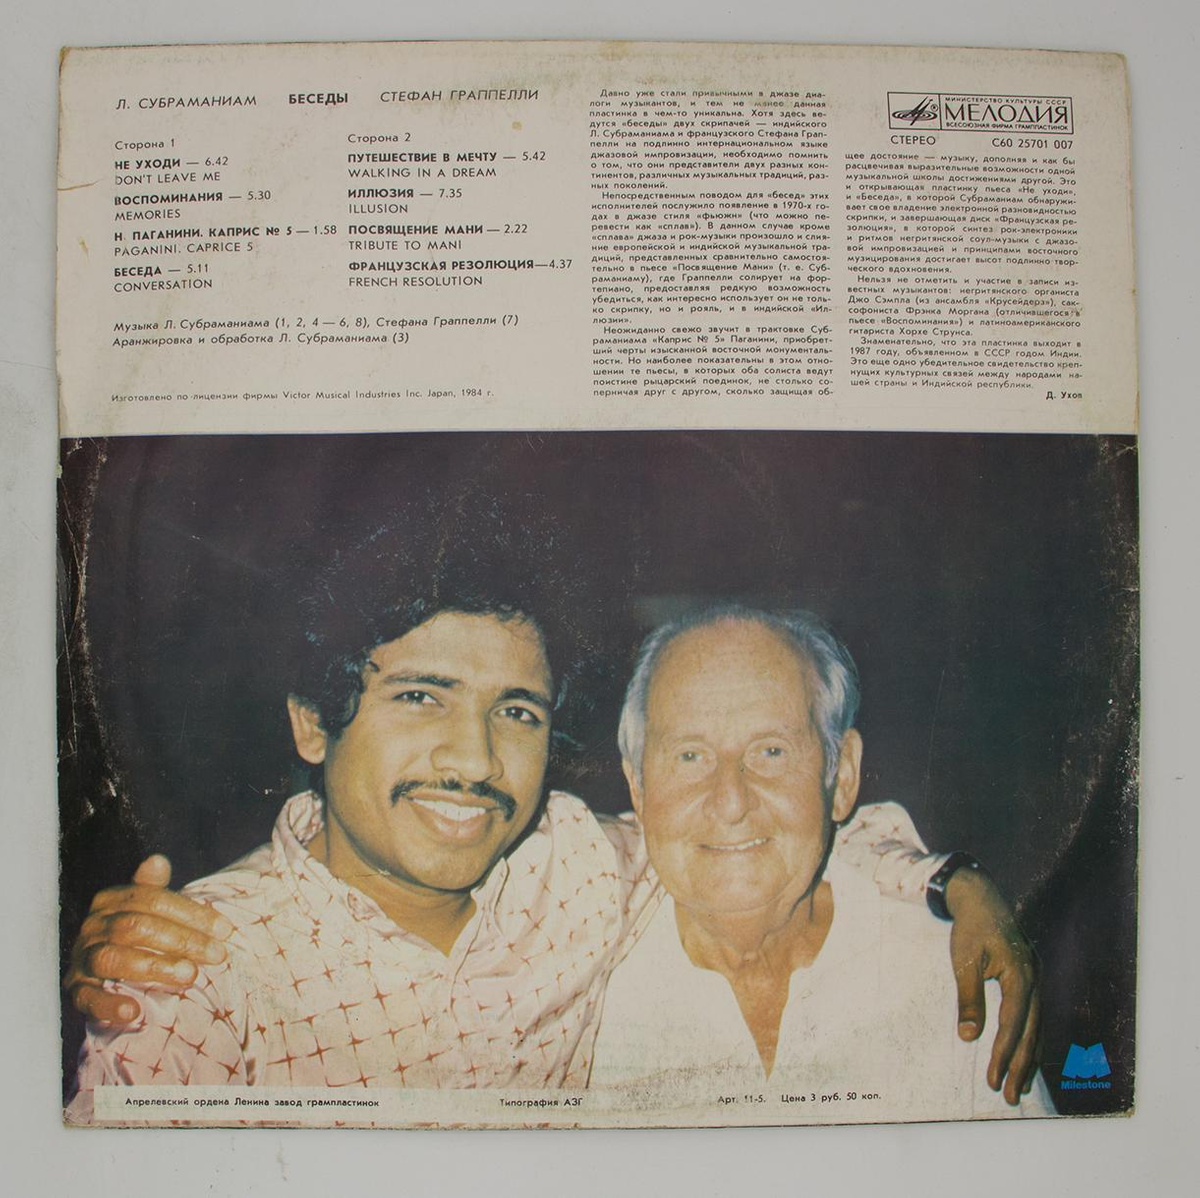 Л. СУБРАМАНИАМ БЕСЕДЫ СТЕФАН ГРАППЕЛЛИ
Сторона 1
НЕ УХОДИ — 6.42
DON'T LEAVE ME
ВОСПОМИНАНИЯ — 5.30
MEMORIES
Н. ПАГАНИНИ. КАПРИС № 5 — 1.58
PAGANINI. CAPRICE 5
БЕСЕДА — 5.11
CONVERSATION
Сторона 2
ПУТЕШЕСТВИЕ В МЕЧТУ — 5.42
WALKING IN A DREAM
ИЛЛЮЗИЯ — 7.35
ILLUSION
ПОСВЯЩЕНИЕ МАНИ — 2.22
TRIBUTE TO MANI
ФРАНЦУЗСКАЯ РЕЗОЛЮЦИЯ—4.37
FRENCH RESOLUTION
Музыка Л. Субраманиама (1, 2, 4 — 6, 8), Стефана Граппелли (7)
Аранжировка и обработка Л. Субраманиама (3)
Изготовлено по лицензии фирмы Victor Musical Industries Inc. Japan, 1984 г.
Давно уже стали привычными в джазе диа-
логи музыкантов, и тем не менее данная
пластинка в чем-то уникальна. Хотя здесь ве-
дутся «беседы» двух скрипачей — индийского
Л. Субраманиама и французского Стефана Грап-
пелли на подлинно интернациональном языке
джазовой импровизации, необходимо помнить
о том, что они представители двух разных кон-
тинентов, различных музыкальных традиций, раз-
ных поколений.
Непосредственным поводом для «бесед» этих
исполнителей послужило появление в 1970-х го-
дах в джазе стиля «фьюжн» (что можно пе-
ревести как «сплав»). В данном случае кроме
«сплава» джаза и рок-музыки произошло и слия-
ние европейской и индийской музыкальной тра-
диций, представленных сравнительно самостоя-
тельно в пьесе «Посвящение Мани» (т. е. Суб-
раманиаму), где Граппелли солирует на фор-
тепиано, предоставляя редкую возможность
убедиться, как интересно использует он не толь-
ко скрипку, но и рояль, и в индийской «Ил-
люзии».
Неожиданно свежо звучит в трактовке Суб-
раманиама «Каприс № 5» Паганини, приобрет-
ший черты изысканной восточной монументаль-
ности. Но наиболее показательны в этом отно-
шении те пьесы, в которых оба солиста ведут
поистине рыцарский поединок, не столько со-
перничая друг с другом, сколько защищая об-
МИНИСТЕРСТВО КУЛЬТУРЫ СССР
МЕЛОДИЯ
ВСЕСОЮЗНАЯ ФИРМА ГРАМПЛАСТИНОК
СТЕРЕО С60 25701 007
щее достояние — музыку, дополняя и как бы
расцвечивая выразительные возможности одной
музыкальной школы достижениями другой. Это
и открывающая пластинку пьеса «Не уходи»,
и «Беседа», в которой Субраманиам обнаружи-
вает свое владение электронной разновидностью
скрипки, и завершающая диск «Французская ре-
золюция», в которой синтез рок-электроники
и ритмов негритянской соул-музыки с джазо-
вой импровизацией и принципами восточного
музицирования достигает высот подлинно твор-
ческого вдохновения.
Нельзя не отметить и участие в записи из-
вестных музыкантов: негритянского органиста
Джо Сэмпла (из ансамбля «Крусейдерз»), сак-
софониста Фрэнка Моргана (отличившегося в
пьесе «Воспоминания») и латиноамериканского
гитариста Хорхе Струнса.
Знаменательно, что эта пластинка выходит в
1987 году, объявленном в СССР годом Индии.
Это еще одно убедительное свидетельство креп-
нущих культурных связей между народами на-
шей страны и Индийской республики.
Д. Ухов
Milestone
Апрелевский ордена Ленина завод грампластинок Типография АЗГ Арт. 11-5. Цена 3 руб. 50 коп.